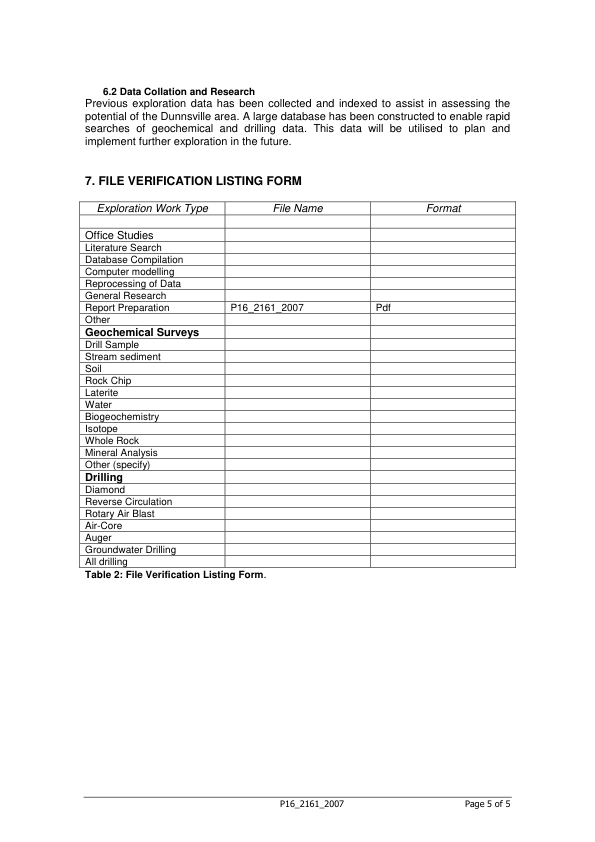 6.2 Data Collation and Research
Previous exploration data has been collected and indexed to assist in assessing the
potential of the Dunnsville area. A large database has been constructed to enable rapid
searches of geochemical and drilling data. This data will be utilised to plan and
implement further exploration in the future.
7. FILE VERIFICATION LISTING FORM
Exploration Work Type File Name Format
Office Studies
Literature Search
Database Compilation
Computer modelling
Reprocessing of Data
General Research
Report Preparation P16_2161_2007 Pdf
Other
Geochemical Surveys
Drill Sample
Stream sediment
Soil
Rock Chip
Laterite
Water
Biogeochemistry
Isotope
Whole Rock
Mineral Analysis
Other (specify)
Drilling
Diamond
Reverse Circulation
Rotary Air Blast
Air-Core
Auger
Groundwater Drilling
All drilling
Table 2: File Verification Listing Form.
P16_2161_2007 Page 5 of 5